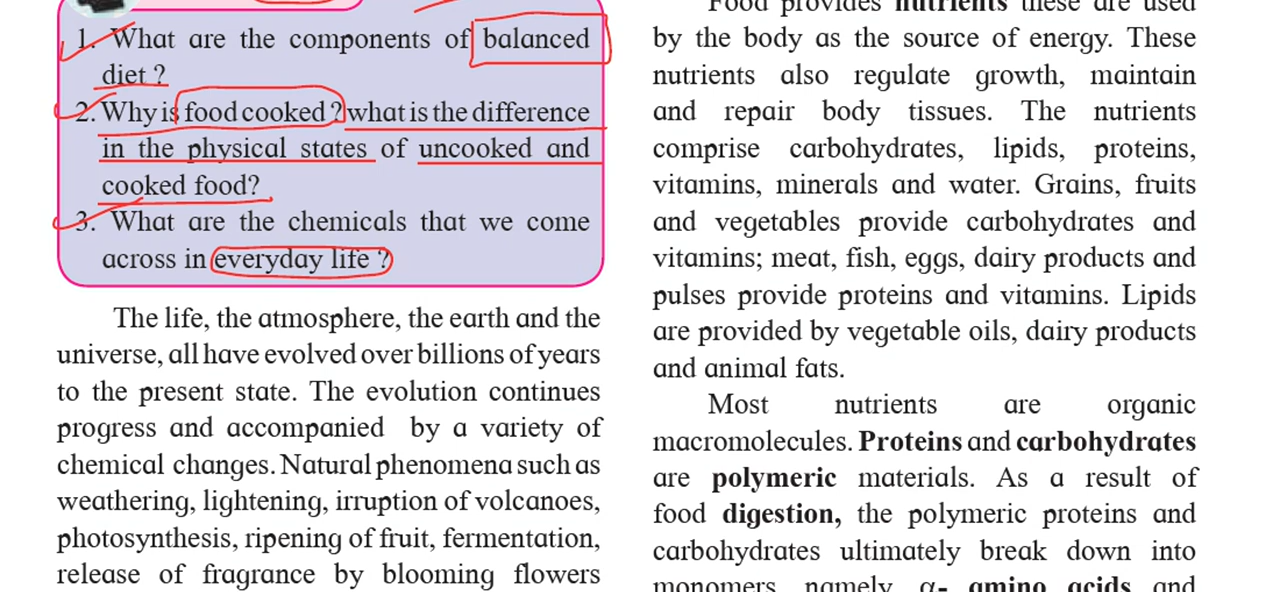 1. What are the components of balanced
diet ?
2. Why is food cooked ? what is the difference
in the physical states of uncooked and
cooked food?
3. What are the chemicals that we come
across in everyday life ?
The life, the atmosphere, the earth and the
universe, all have evolved over billions of years
to the present state. The evolution continues
progress and accompanied by a variety of
chemical changes. Natural phenomena such as
weathering, lightening, irruption of volcanoes,
photosynthesis, ripening of fruit, fermentation,
release of fragrance by blooming flowers
Food provides nutrients these are used
by the body as the source of energy. These
nutrients also regulate growth, maintain
and repair body tissues. The nutrients
comprise carbohydrates, lipids, proteins,
vitamins, minerals and water. Grains, fruits
and vegetables provide carbohydrates and
vitamins; meat, fish, eggs, dairy products and
pulses provide proteins and vitamins. Lipids
are provided by vegetable oils, dairy products
and animal fats.
Most nutrients are organic
macromolecules. Proteins and carbohydrates
are polymeric materials. As a result of
food digestion, the polymeric proteins and
carbohydrates ultimately break down into
monomers, namely, α- amino acids and